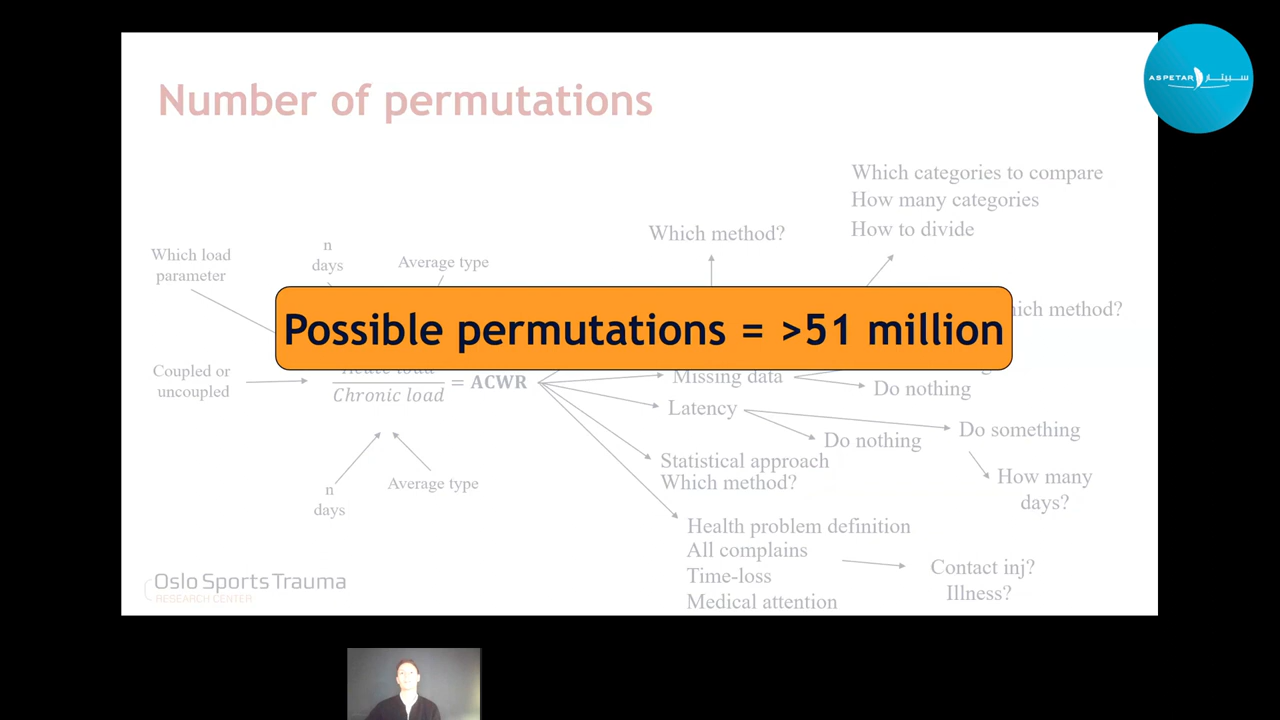 Number of permutations
ASPETAR سبيتار
Which categories to compare
How many categories
How to divide
Which method?
n
days
Average type
Which load
parameter
Possible permutations = >51 million
method?
Coupled or
uncoupled
Acute load
Chronic load = ACWR
Missing data
Do nothing
Latency
Do nothing
Do something
How many
days?
Statistical approach
Which method?
n
days
Average type
Health problem definition
All complains
Time-loss
Medical attention
Contact inj?
Illness?
Oslo Sports Trauma
RESEARCH CENTER